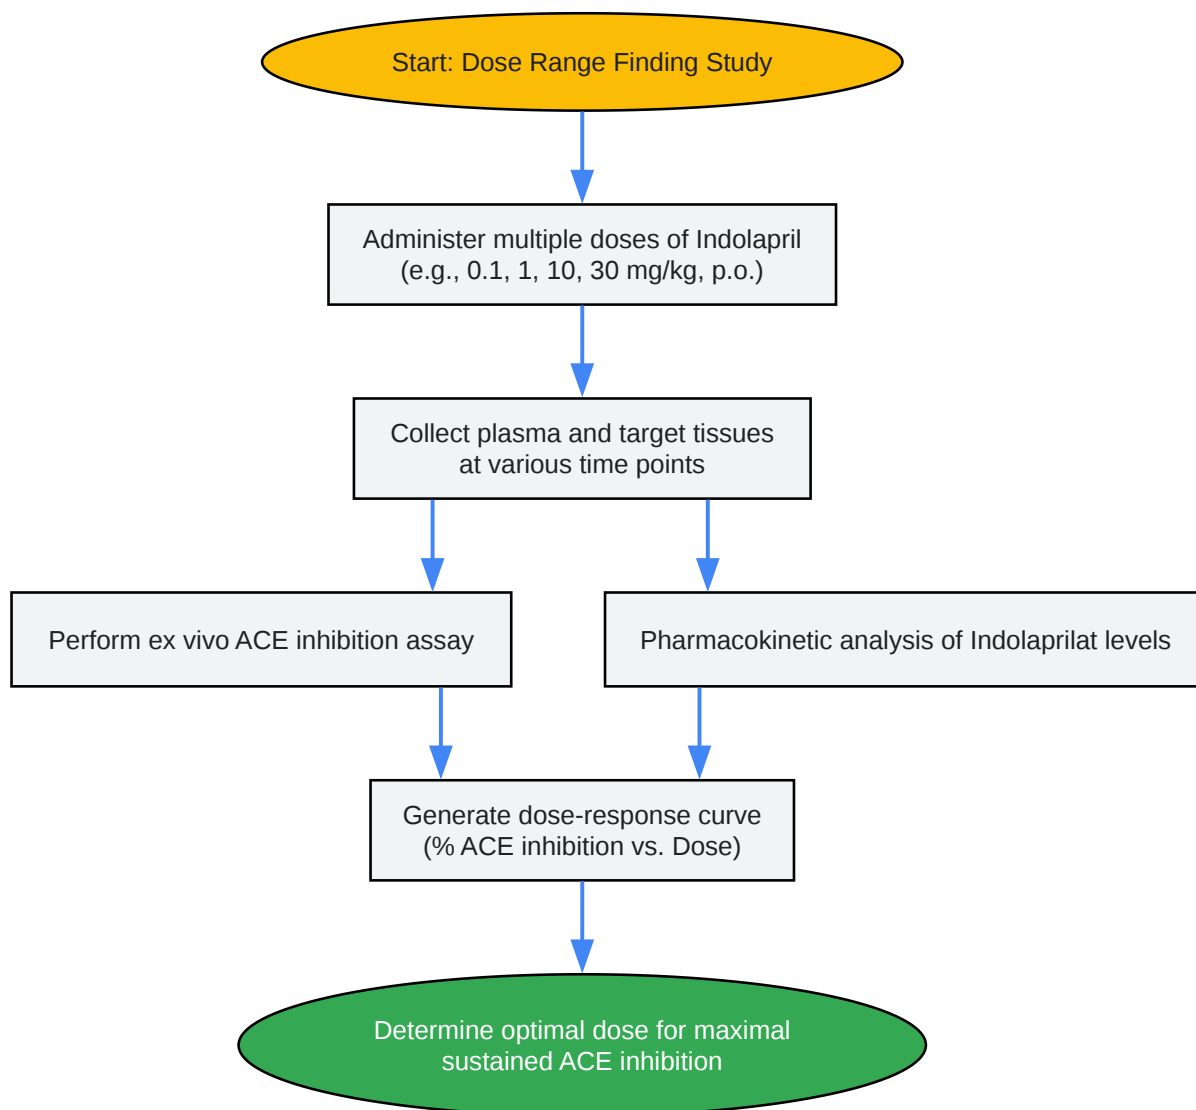 Start: Dose Range Finding Study
Administer multiple doses of Indolapril
(e.g., 0.1, 1, 10, 30 mg/kg, p.o.)
Collect plasma and target tissues
at various time points
Perform ex vivo ACE inhibition assay
Pharmacokinetic analysis of Indolaprilat levels
Generate dose-response curve
(% ACE inhibition vs. Dose)
Determine optimal dose for maximal
sustained ACE inhibition